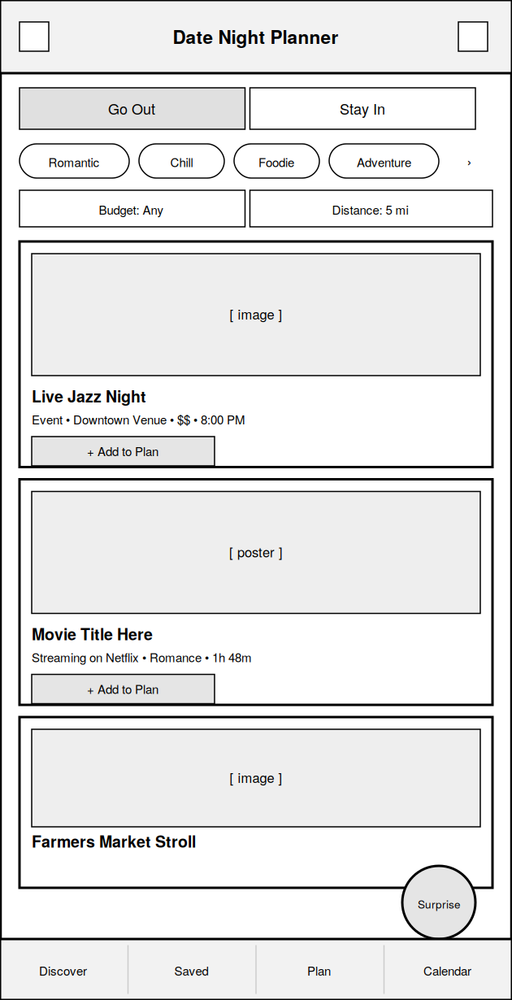 Date Night Planner
Go Out
Stay In
Romantic
Chill
Foodie
Adventure
›
Budget: Any
Distance: 5 mi
[ image ]
Live Jazz Night
Event • Downtown Venue • $$ • 8:00 PM
+ Add to Plan
[ poster ]
Movie Title Here
Streaming on Netflix • Romance • 1h 48m
+ Add to Plan
[ image ]
Farmers Market Stroll
Surprise
Discover
Saved
Plan
Calendar